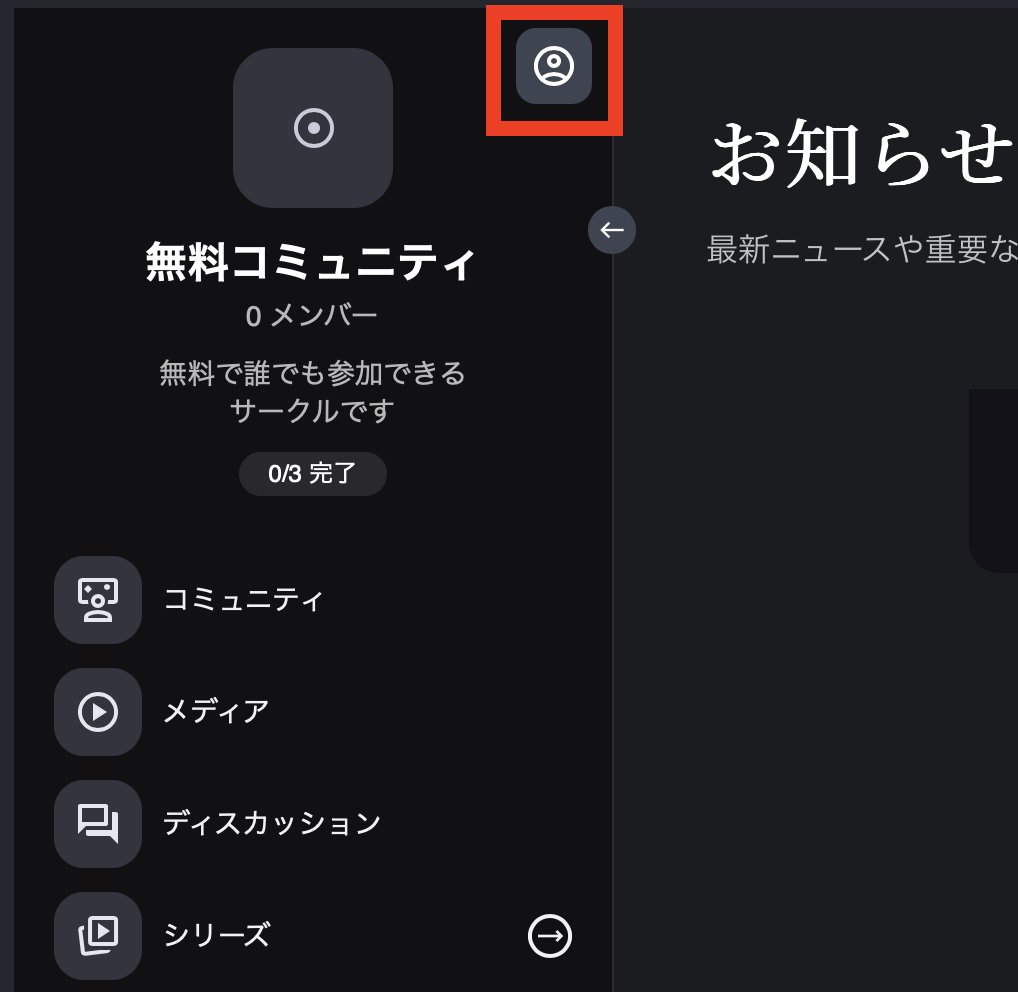 無料コミュニティ
0 メンバー
無料で誰でも参加できる
サークルです
0/3 完了
コミュニティ
メディア
ディスカッション
シリーズ
お知らせ
最新ニュースや重要な